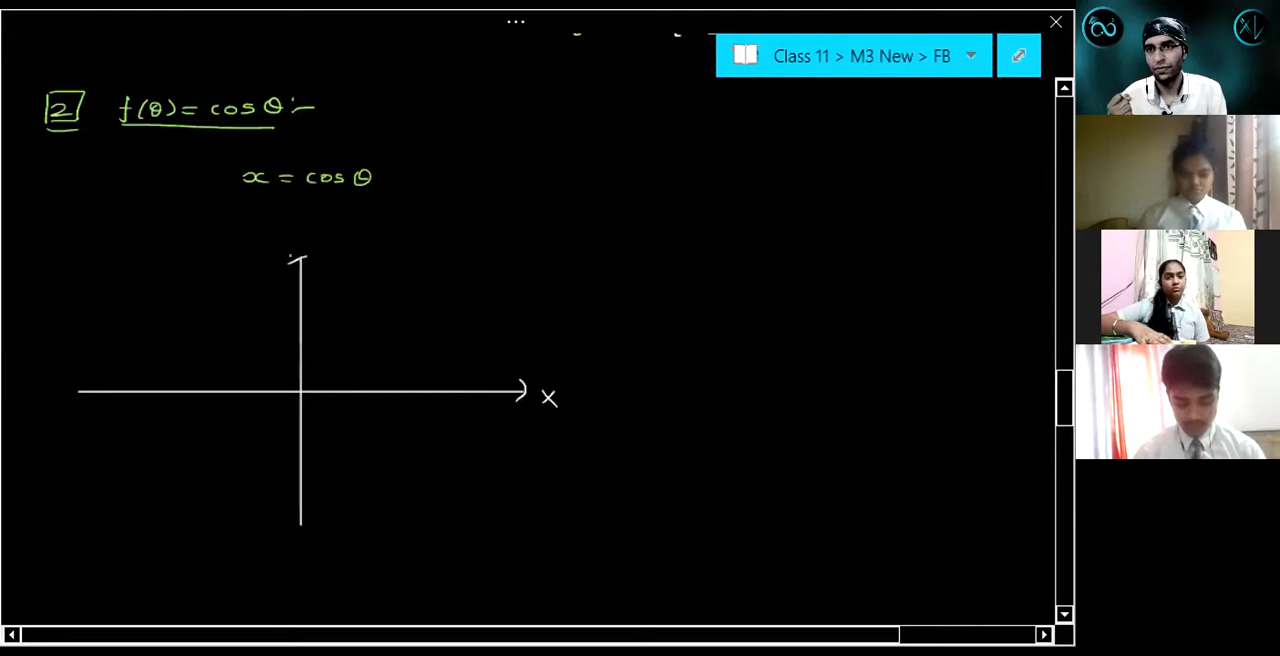 ...
Class 11 > M3 New > FB
2 f(θ) = cos θ :-
x = cos θ
X